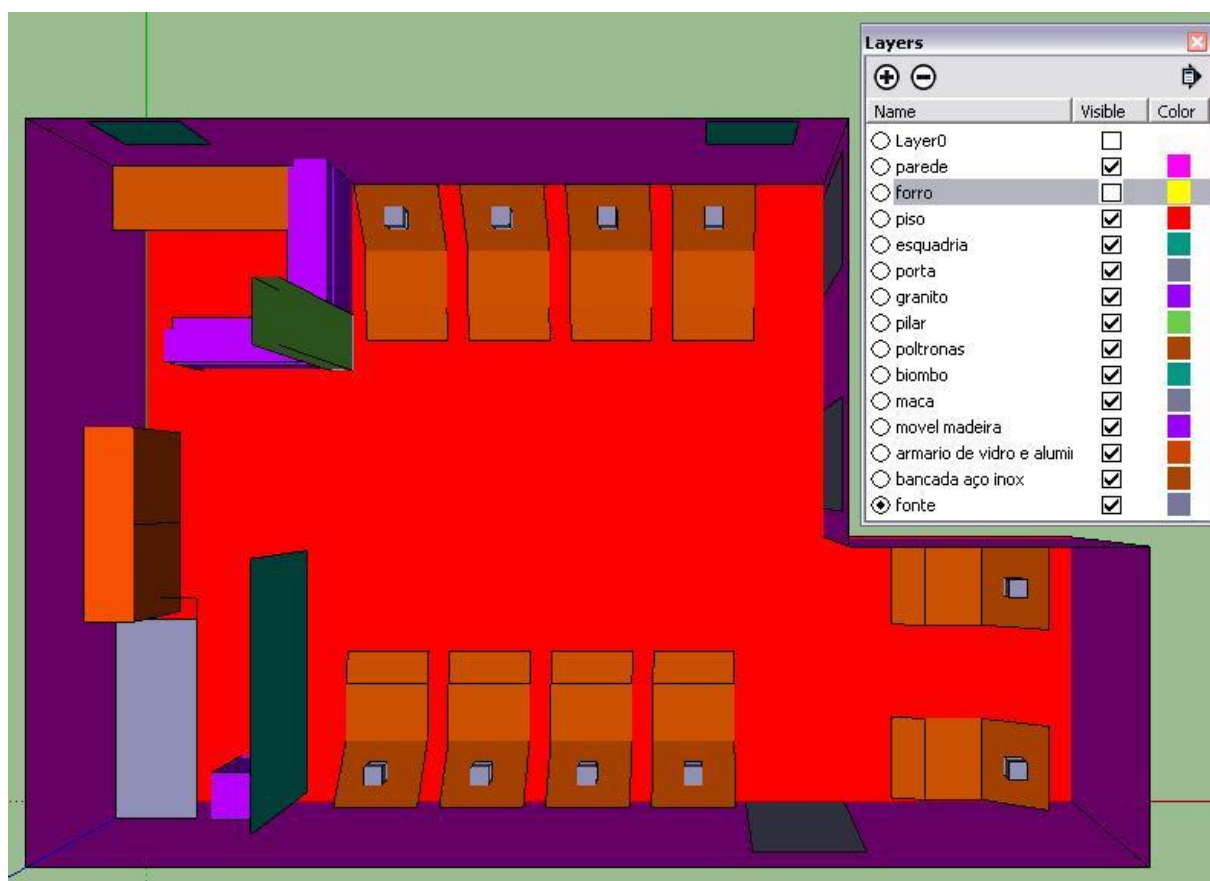 Layers
Name Visible Color
Layer0
parede
forro
piso
esquadria
porta
granito
pilar
poltronas
biombo
maca
movel madeira
armario de vidro e alumi
bancada aço inox
fonte